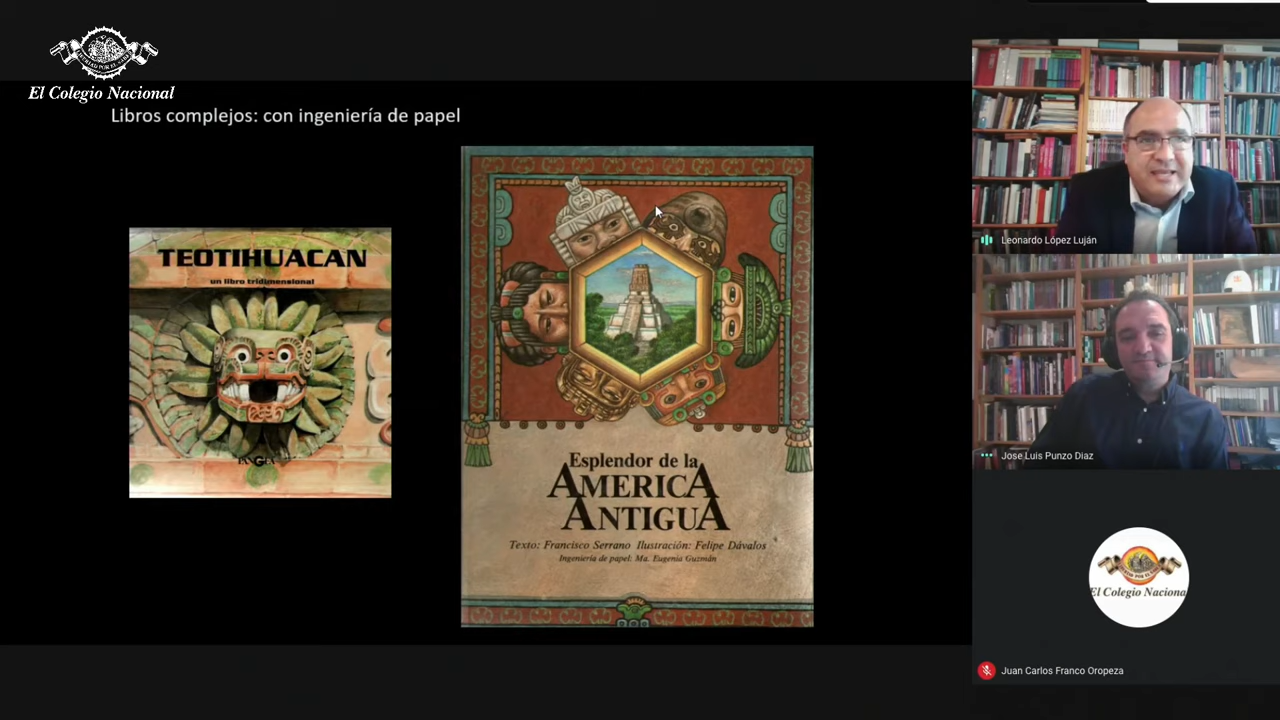 El Colegio Nacional
Libros complejos: con ingeniería de papel
TEOTIHUACAN
un libro tridimensional
PANGEA
Esplendor de la
AMERICA
ANTIGUA
Texto: Francisco Serrano Ilustración: Felipe Dávalos
Ingeniería de papel: Ma. Eugenia Guzmán
Leonardo López Luján
Jose Luis Punzo Diaz
El Colegio Naciona
Juan Carlos Franco Oropeza